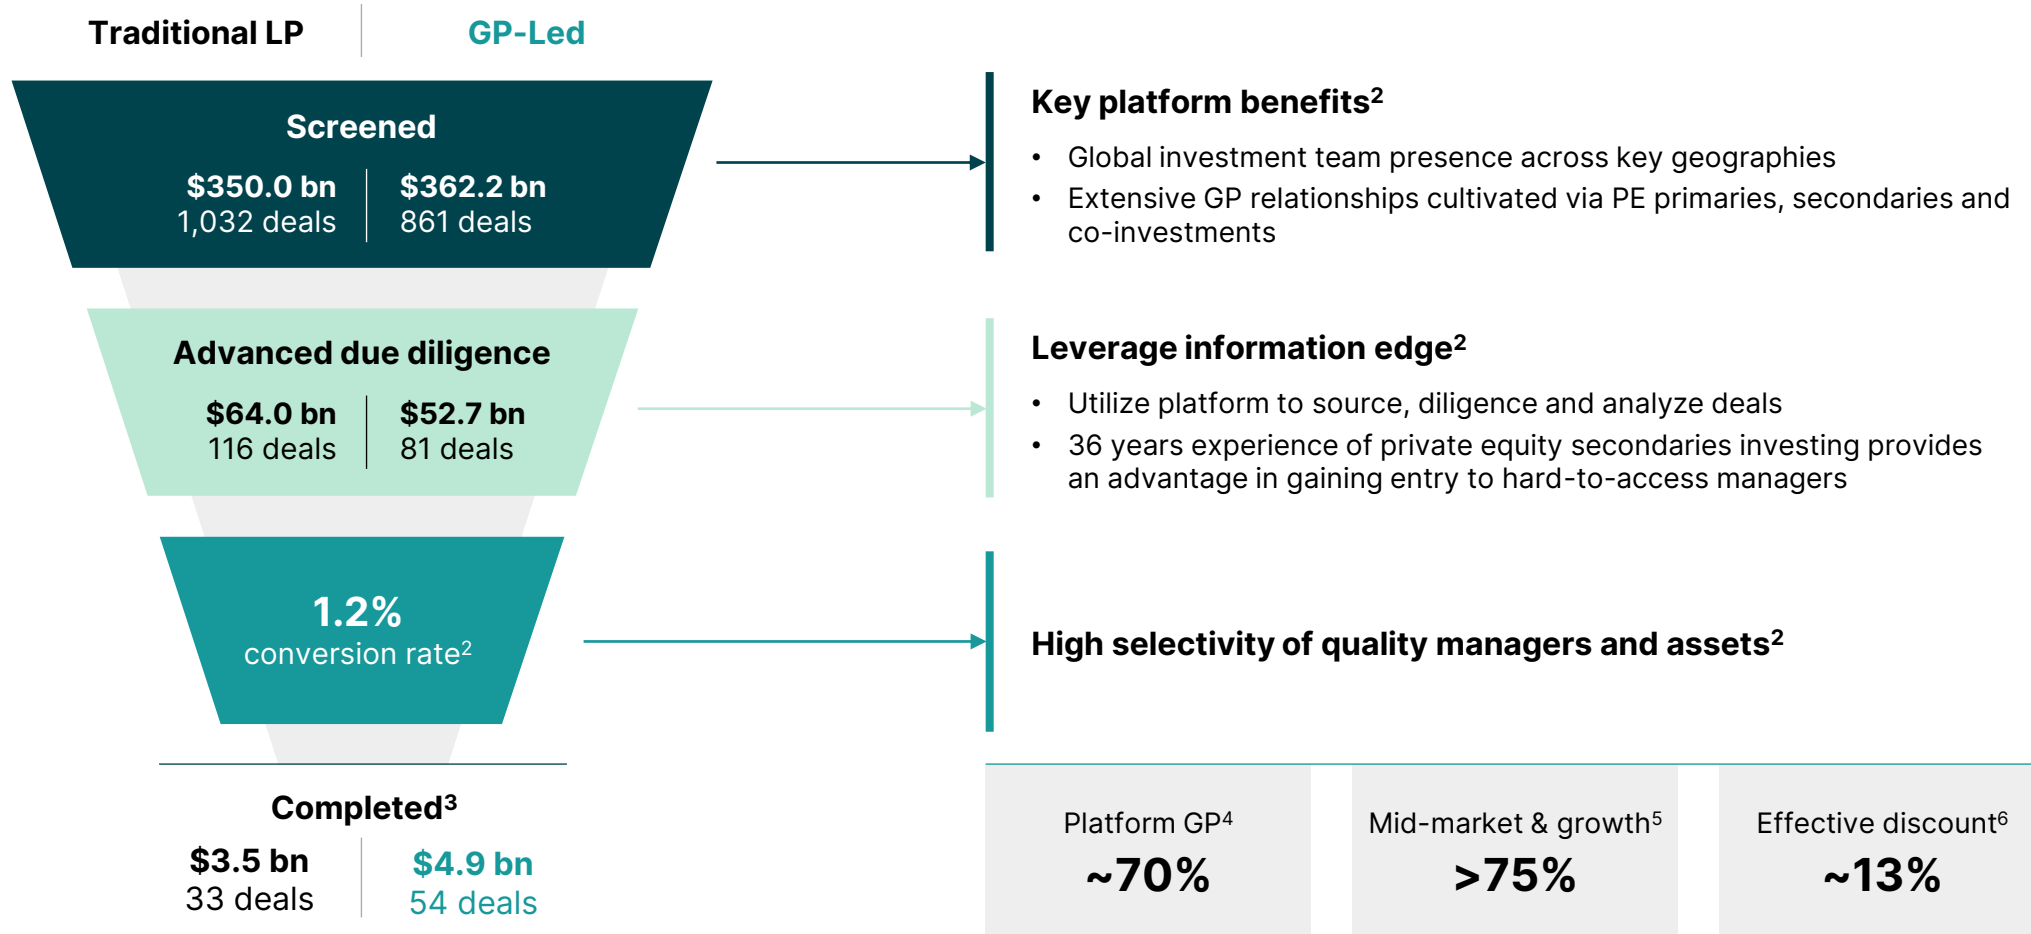 Traditional LP
GP-Led
Screened
$350.0 bn
1,032 deals
$362.2 bn
861 deals
Key platform benefits2
• Global investment team presence across key geographies
• Extensive GP relationships cultivated via PE primaries, secondaries and
co-investments
Advanced due diligence
$64.0 bn
116 deals
$52.7 bn
81 deals
Leverage information edge2
• Utilize platform to source, diligence and analyze deals
• 36 years experience of private equity secondaries investing provides
an advantage in gaining entry to hard-to-access managers
1.2%
conversion rate2
High selectivity of quality managers and assets2
Completed3
$3.5 bn
33 deals
$4.9 bn
54 deals
Platform GP4
~70%
Mid-market & growth5
>75%
Effective discount6
~13%